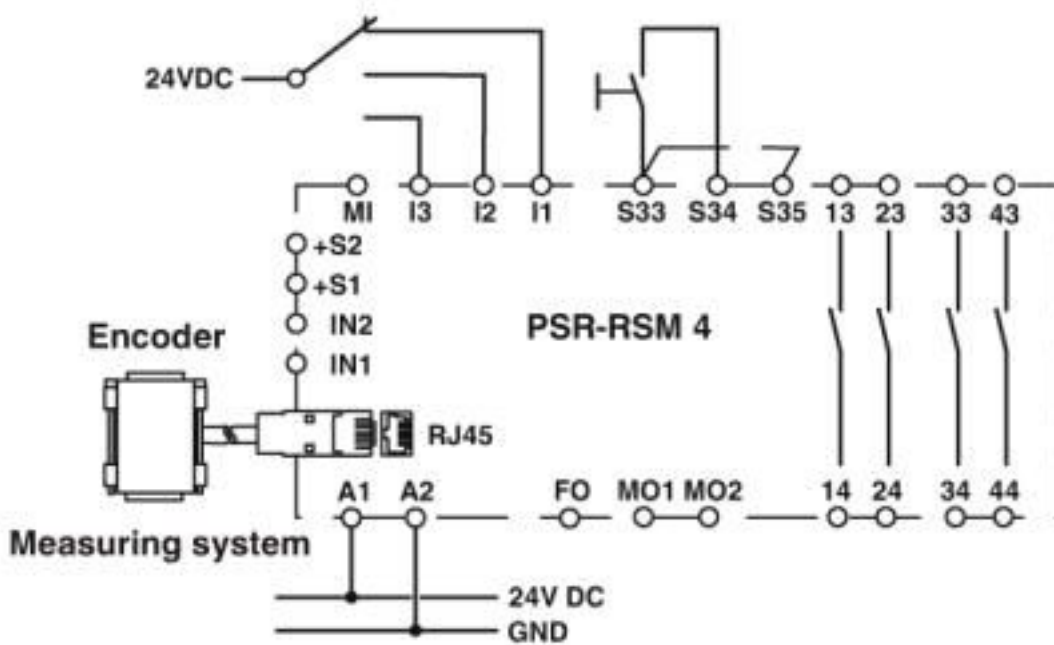 24VDC
MI I3 I2 I1 S33 S34 S35 13 23 33 43
+S2
+S1
IN2
IN1
PSR-RSM 4
Encoder
RJ45
A1 A2 FO MO1 MO2 14 24 34 44
Measuring system
24V DC
GND